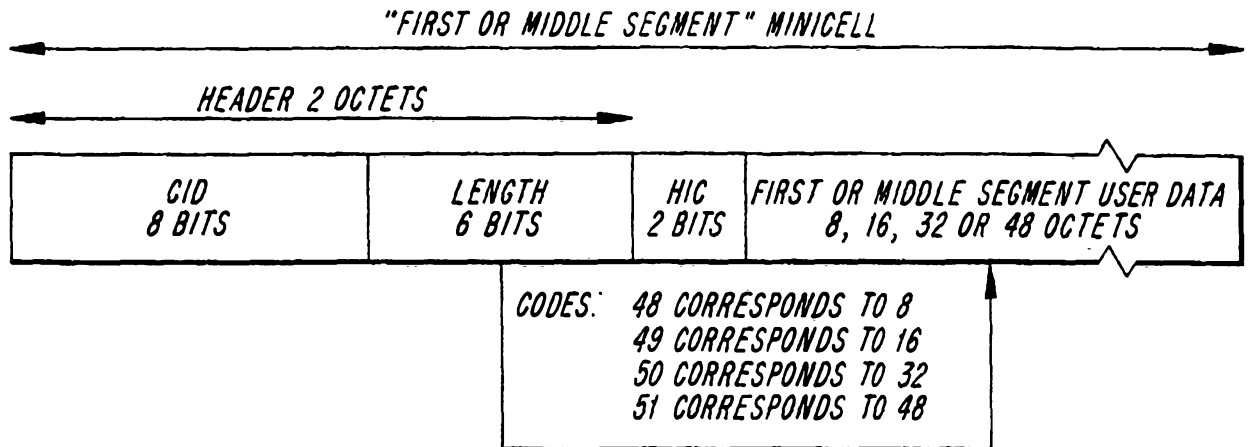 "FIRST OR MIDDLE SEGMENT" MINICELL
HEADER 2 OCTETS
CID
8 BITS
LENGTH
6 BITS
HIC
2 BITS
FIRST OR MIDDLE SEGMENT USER DATA
8, 16, 32 OR 48 OCTETS
CODES: 48 CORRESPONDS TO 8
49 CORRESPONDS TO 16
50 CORRESPONDS TO 32
51 CORRESPONDS TO 48